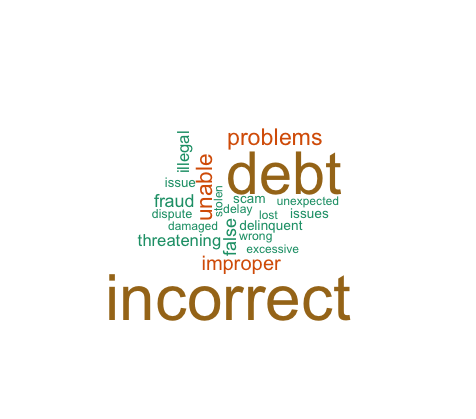 illegal
problems
unable
debt
issue
stolen
scam
fraud
unexpected
delay
dispute
lost
issues
damaged
false
delinquent
threatening
wrong
excessive
improper
incorrect